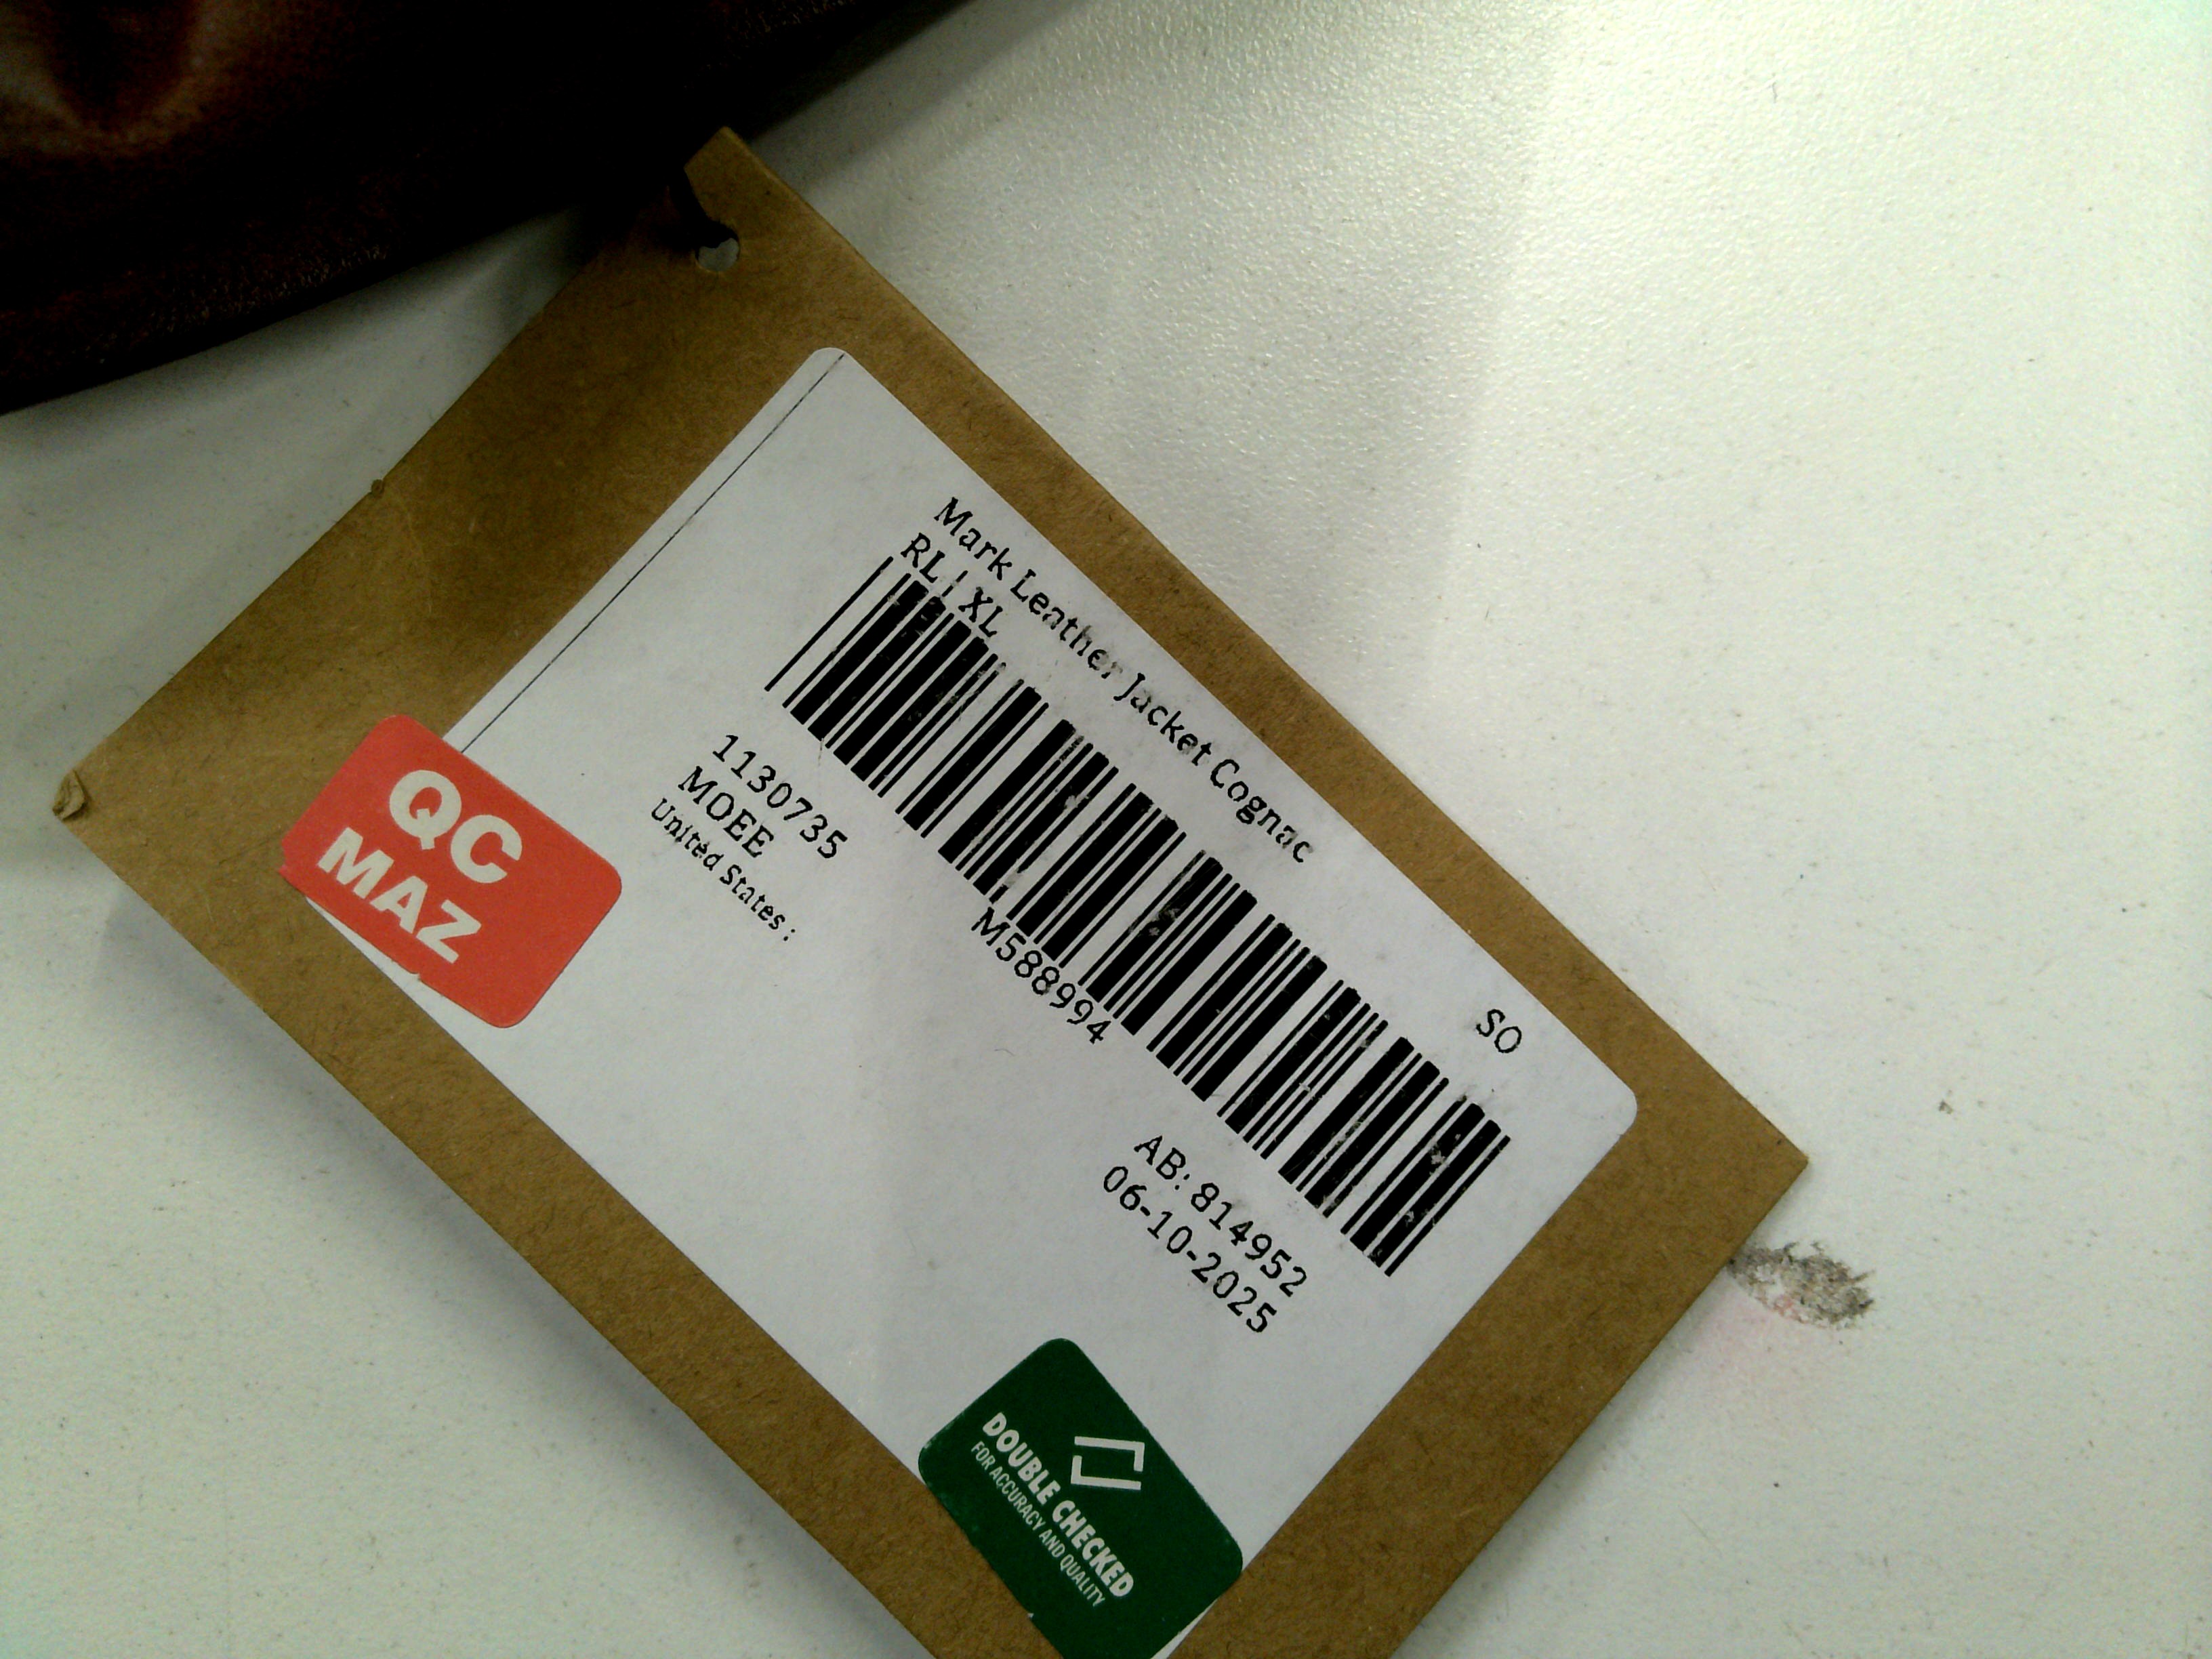 Mark Leather Jacket Cognac
RL | XL
SO
M588994
1130735
MOEE
United States :
AB: 814952
06-10-2025
QC
MAZ
DOUBLE CHECKED
FOR ACCURACY AND QUALITY